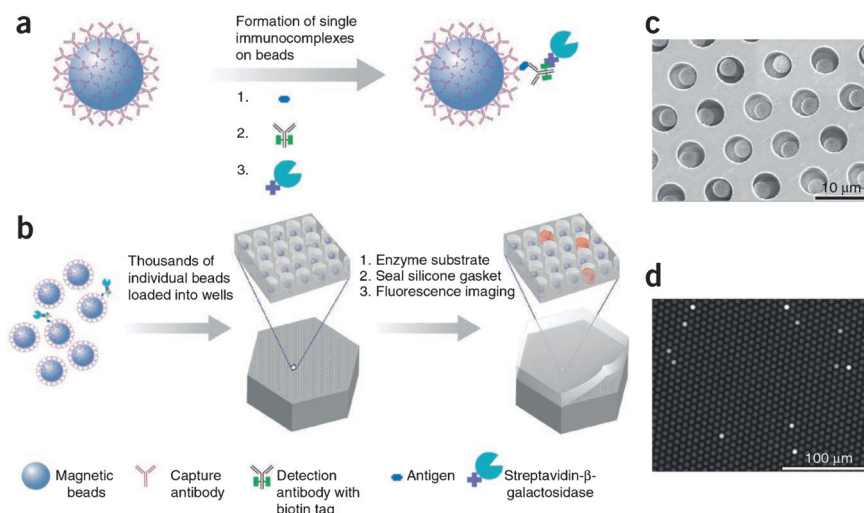 a
Formation of single
immunocomplexes
on beads
1.
2.
3.
b
Thousands of
individual beads
loaded into wells
1. Enzyme substrate
2. Seal silicone gasket
3. Fluorescence imaging
Magnetic
beads
Capture
antibody
Detection
antibody with
biotin tag
Antigen
Streptavidin-β-
galactosidase
c
10 μm
d
100 μm